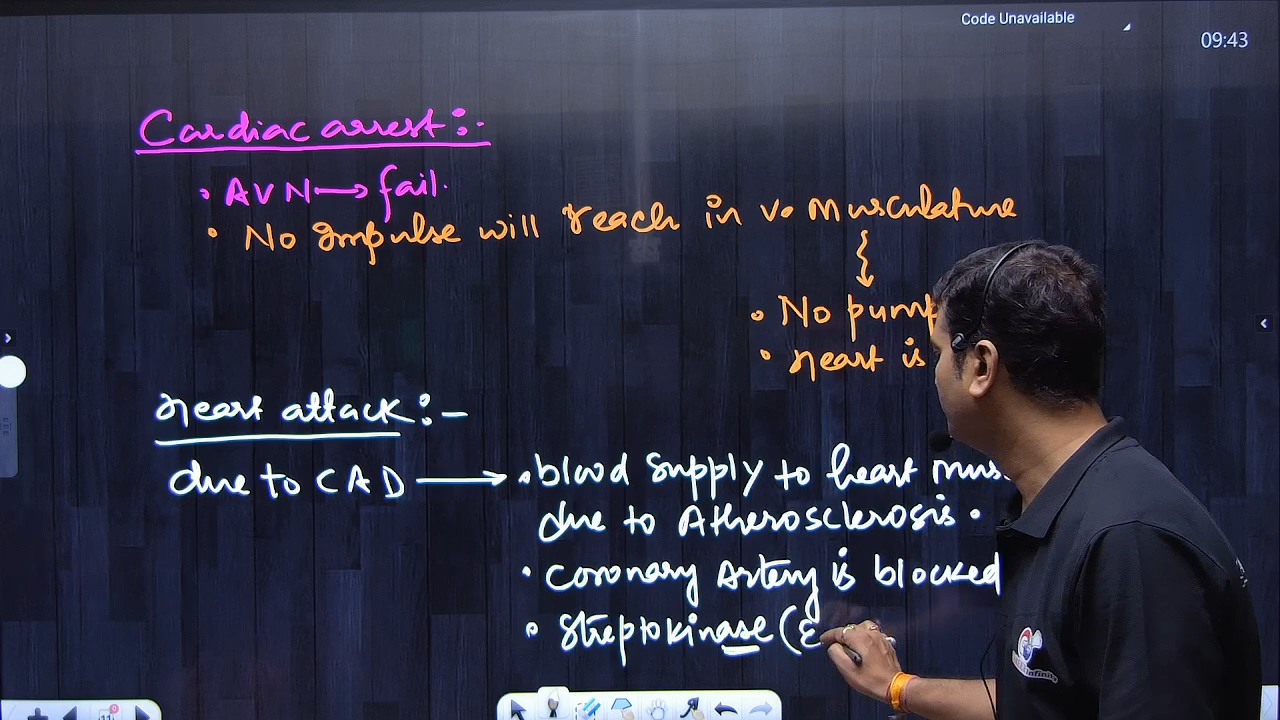 Code Unavailable
09:43
Cardiac arrest:-
• AVN → fail.
• No impulse will reach in v. musculature
• No pump
• heart is
Heart attack :-
due to CAD → • blood supply to heart mus
due to Atherosclerosis •
• coronary Artery is blocked
• Streptokinase (E